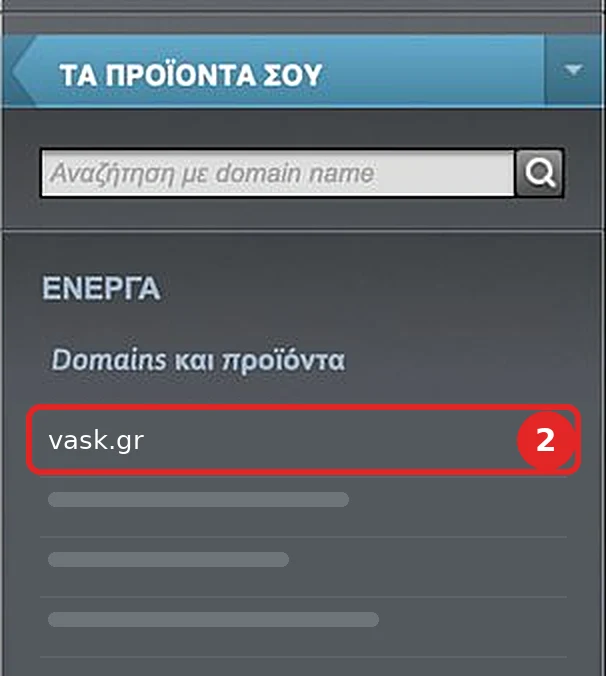 ΤΑ ΠΡΟΪΟΝΤΑ ΣΟΥ
Αναζήτηση με domain name
ΕΝΕΡΓΑ
Domains και προϊόντα
vask.gr 2